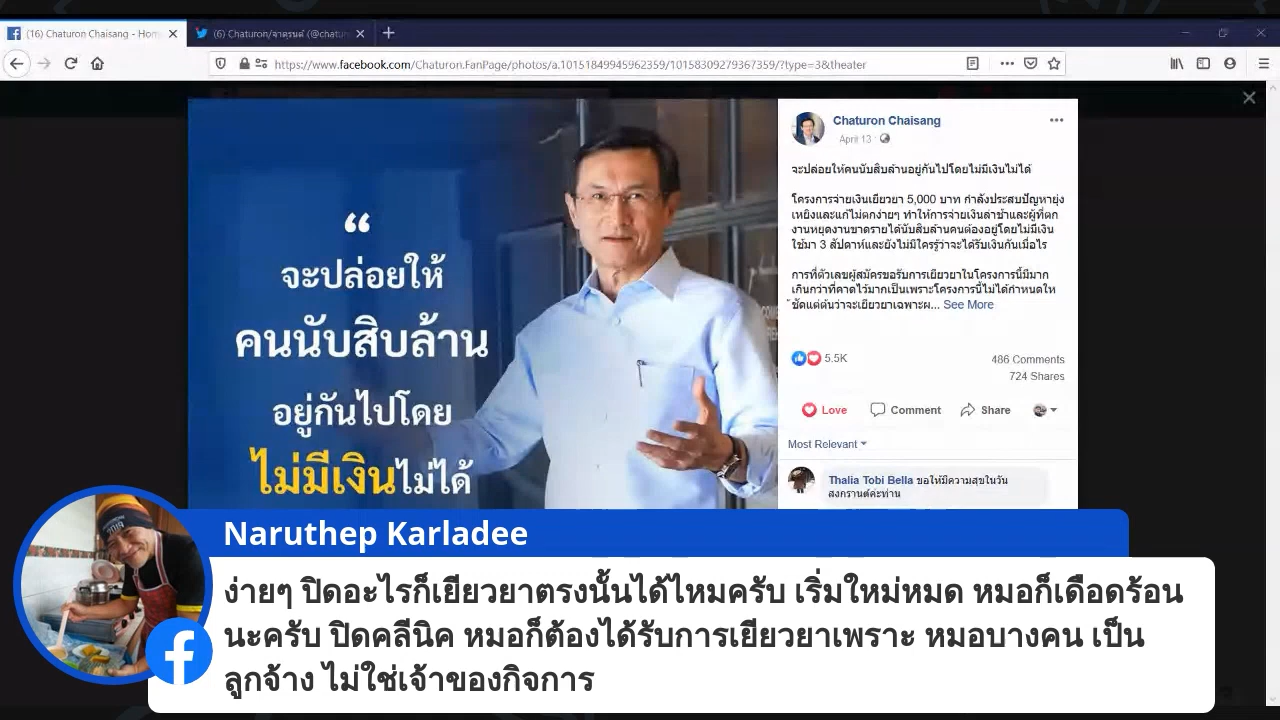 (16) Chaturon Chaisang - Hom
(6) Chaturon/จาตุรนต์ (@chatur
https://www.facebook.com/Chaturon.FanPage/photos/a.10151849945962359/10158309279367359/?type=3&theater
“
จะปล่อยให้
คนนับสิบล้าน
อยู่กันไปโดย
ไม่มีเงินไม่ได้
Chaturon Chaisang
April 13
จะปล่อยให้คนนับสิบล้านอยู่กันไปโดยไม่มีเงินไม่ได้
โครงการจ่ายเงินเยียวยา 5,000 บาท กำลังประสบปัญหายุ่ง
เหยิงและแก้ไม่ตกง่ายๆ ทำให้การจ่ายเงินล่าช้าและผู้ที่ตก
งานหยุดงานขาดรายได้นับสิบล้านคนต้องอยู่โดยไม่มีเงิน
ใช้มา 3 สัปดาห์และยังไม่มีใครรู้ว่าจะได้รับเงินกันเมื่อไร
การที่ตัวเลขผู้สมัครขอรับการเยียวยาในโครงการนี้มีมาก
เกินกว่าที่คาดไว้มากเป็นเพราะโครงการนี้ไม่ได้กำหนดให้
ชัดแต่ต้นว่าจะเยียวยาเฉพาะผ... See More
5.5K
486 Comments
724 Shares
Love
Comment
Share
Most Relevant
Thalia Tobi Bella ขอให้มีความสุขในวัน
สงกรานต์ค่ะท่าน
Naruthep Karladee
ง่ายๆ ปิดอะไรก็เยียวยาตรงนั้นได้ไหมครับ เริ่มใหม่หมด หมอก็เดือดร้อน
นะครับ ปิดคลีนิค หมอก็ต้องได้รับการเยียวยาเพราะ หมอบางคน เป็น
ลูกจ้าง ไม่ใช่เจ้าของกิจการ